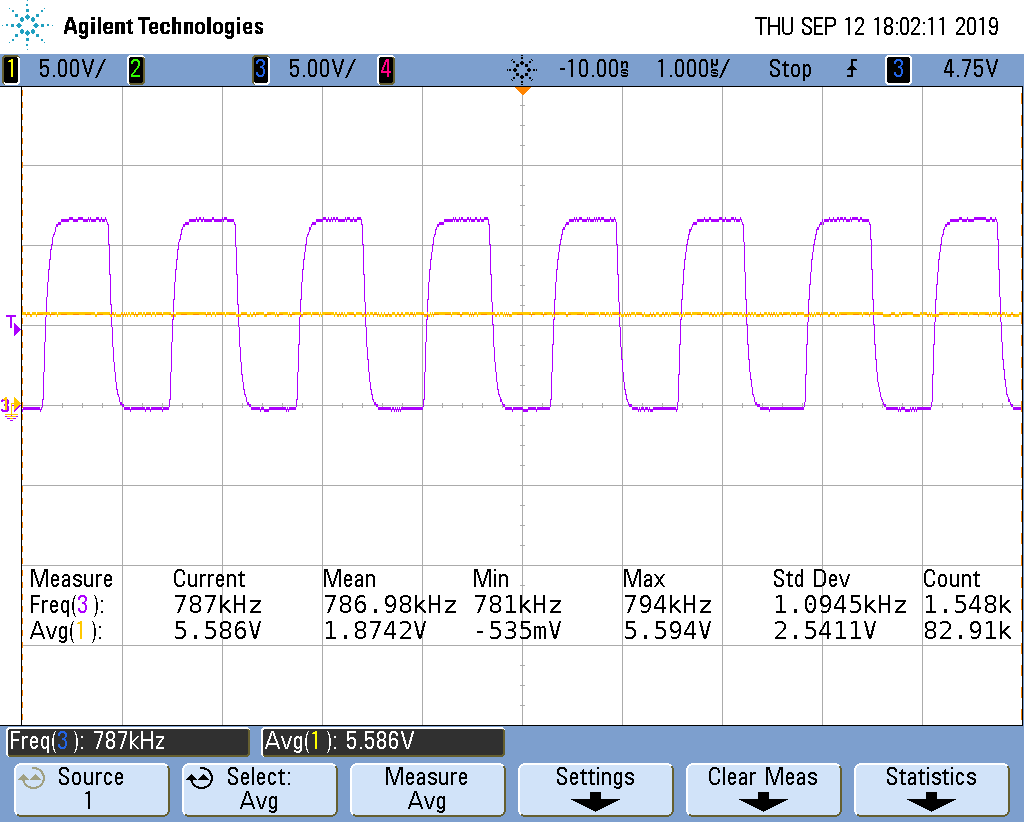 Agilent Technologies THU SEP 12 18:02:11 2019
1 5.00V/ 2 3 5.00V/ 4 -10.00ns 1.000us/ Stop 3 4.75V
T
3
Measure Current Mean Min Max Std Dev Count
Freq(3): 787kHz 786.98kHz 781kHz 794kHz 1.0945kHz 1.548k
Avg(1): 5.586V 1.8742V -535mV 5.594V 2.5411V 82.91k
Freq(3): 787kHz Avg(1): 5.586V
Source Select: Measure Settings Clear Meas Statistics
1 Avg Avg